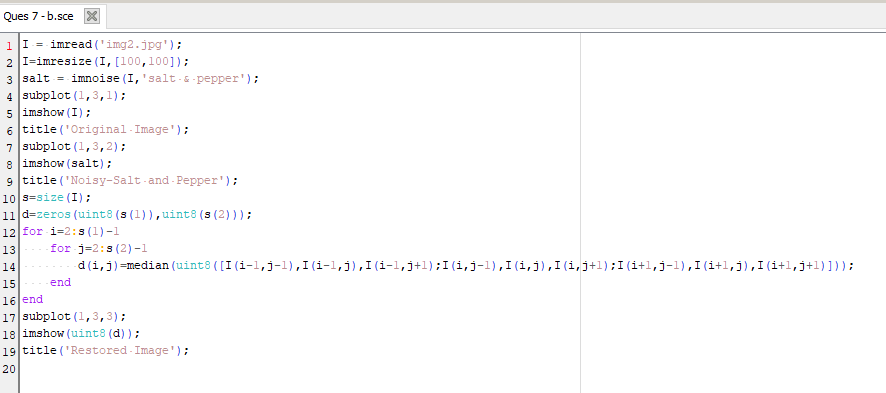 Ques 7 - b.sce
1 I = imread('img2.jpg');
2 I=imresize(I,[100,100]);
3 salt = imnoise(I,'salt & pepper');
4 subplot(1,3,1);
5 imshow(I);
6 title('Original Image');
7 subplot(1,3,2);
8 imshow(salt);
9 title('Noisy-Salt and Pepper');
10 s=size(I);
11 d=zeros(uint8(s(1)),uint8(s(2)));
12 for i=2:s(1)-1
13     for j=2:s(2)-1
14         d(i,j)=median(uint8([I(i-1,j-1),I(i-1,j),I(i-1,j+1);I(i,j-1),I(i,j),I(i,j+1);I(i+1,j-1),I(i+1,j),I(i+1,j+1)]));
15     end
16 end
17 subplot(1,3,3);
18 imshow(uint8(d));
19 title('Restored Image');
20